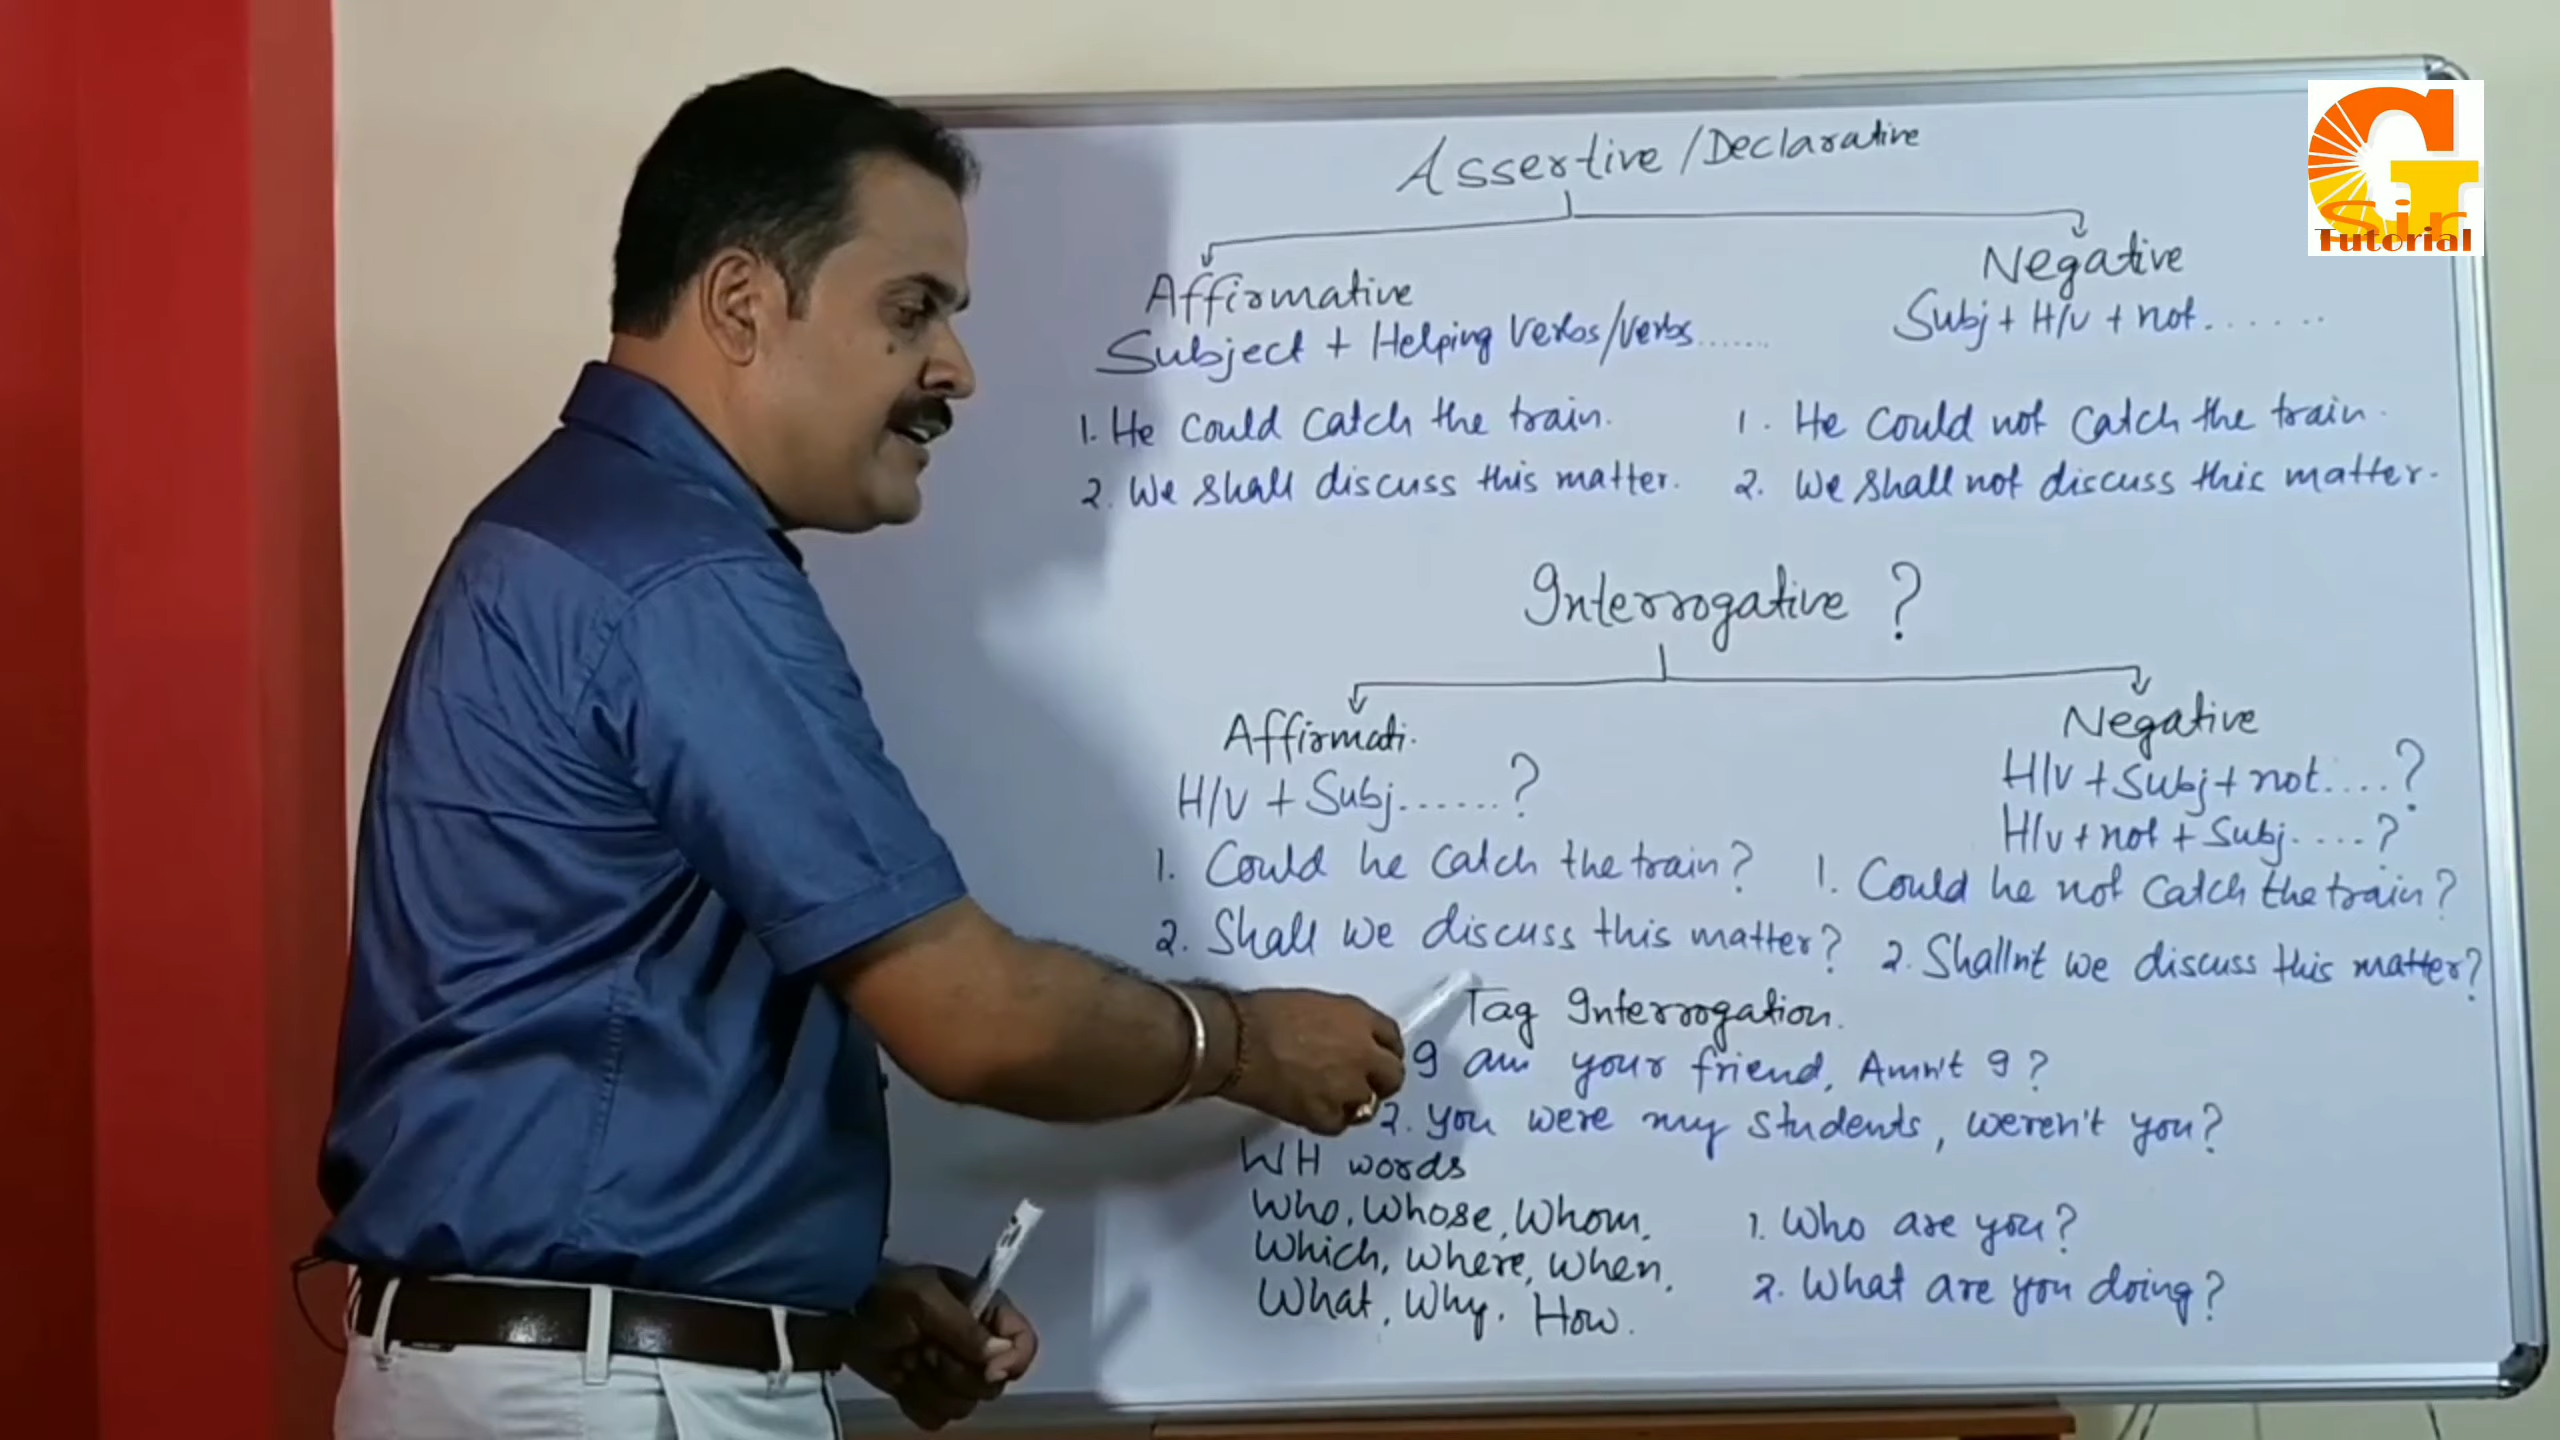 Assertive/Declarative
Affirmative
Subject + Helping Verbs/Verbs.......
1. He could catch the train.
2. We shall discuss this matter.
Negative
Subj + H/V + not.......
1. He could not catch the train.
2. We shall not discuss this matter.
Interrogative ?
Affirmati.
H/V + Subj.......?
1. Could he catch the train?
2. Shall we discuss this matter?
Negative
H/V + Subj + not.....?
H/V + not + Subj.....?
1. Could he not catch the train?
2. Shalln't we discuss this matter?
Tag Interrogation.
I am your friend, Amn't I?
2. You were my students, weren't you?
WH words
Who, Whose, Whom,
Which, Where, When,
What, Why. How.
1. Who are you?
2. What are you doing?
GT
Sir
Tutorial